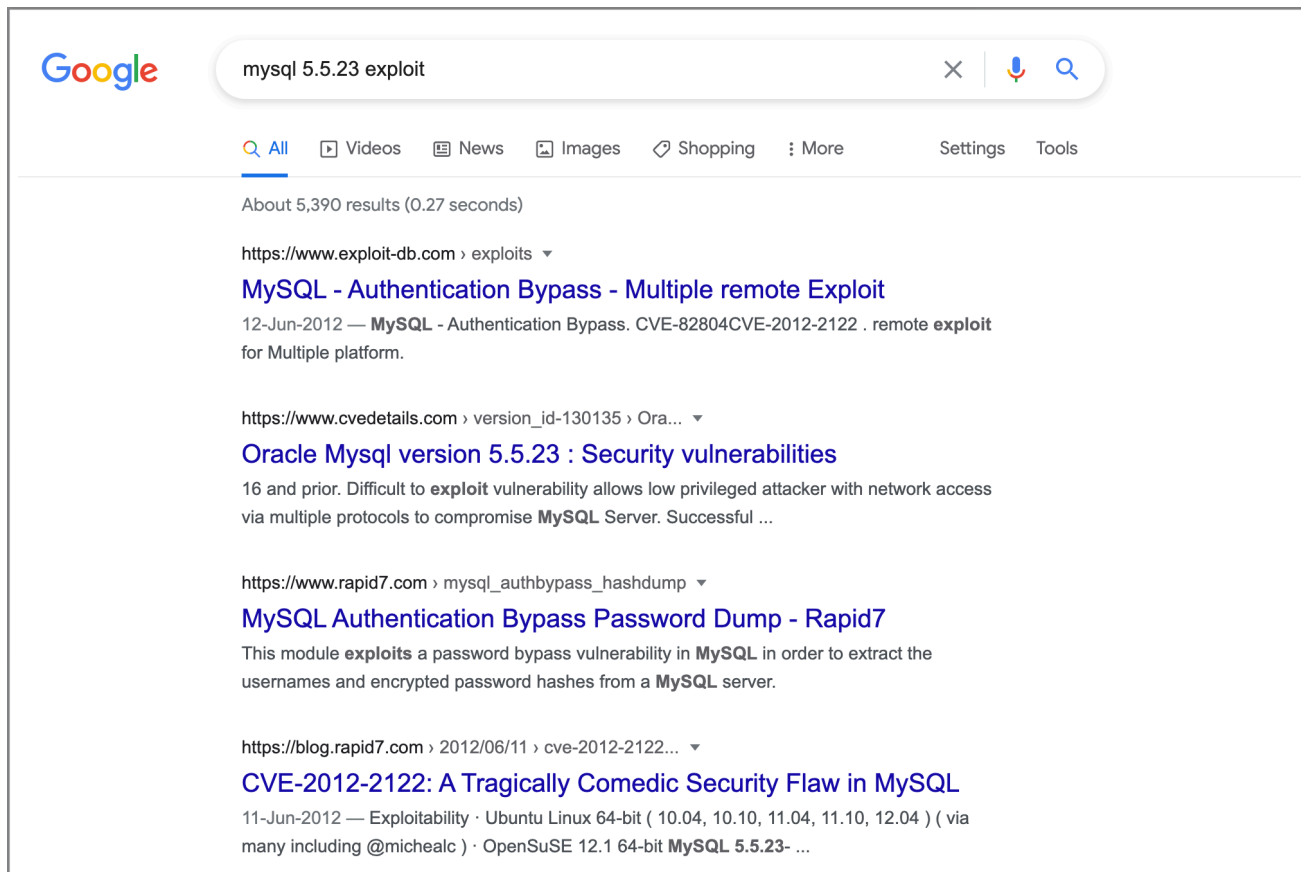 Google
mysql 5.5.23 exploit
All Videos News Images Shopping More Settings Tools
About 5,390 results (0.27 seconds)
https://www.exploit-db.com › exploits
MySQL - Authentication Bypass - Multiple remote Exploit
12-Jun-2012 — MySQL - Authentication Bypass. CVE-82804CVE-2012-2122 . remote exploit
for Multiple platform.
https://www.cvedetails.com › version_id-130135 › Ora...
Oracle Mysql version 5.5.23 : Security vulnerabilities
16 and prior. Difficult to exploit vulnerability allows low privileged attacker with network access
via multiple protocols to compromise MySQL Server. Successful ...
https://www.rapid7.com › mysql_authbypass_hashdump
MySQL Authentication Bypass Password Dump - Rapid7
This module exploits a password bypass vulnerability in MySQL in order to extract the
usernames and encrypted password hashes from a MySQL server.
https://blog.rapid7.com › 2012/06/11 › cve-2012-2122...
CVE-2012-2122: A Tragically Comedic Security Flaw in MySQL
11-Jun-2012 — Exploitability · Ubuntu Linux 64-bit ( 10.04, 10.10, 11.04, 11.10, 12.04 ) ( via
many including @michealc ) · OpenSuSE 12.1 64-bit MySQL 5.5.23- ...